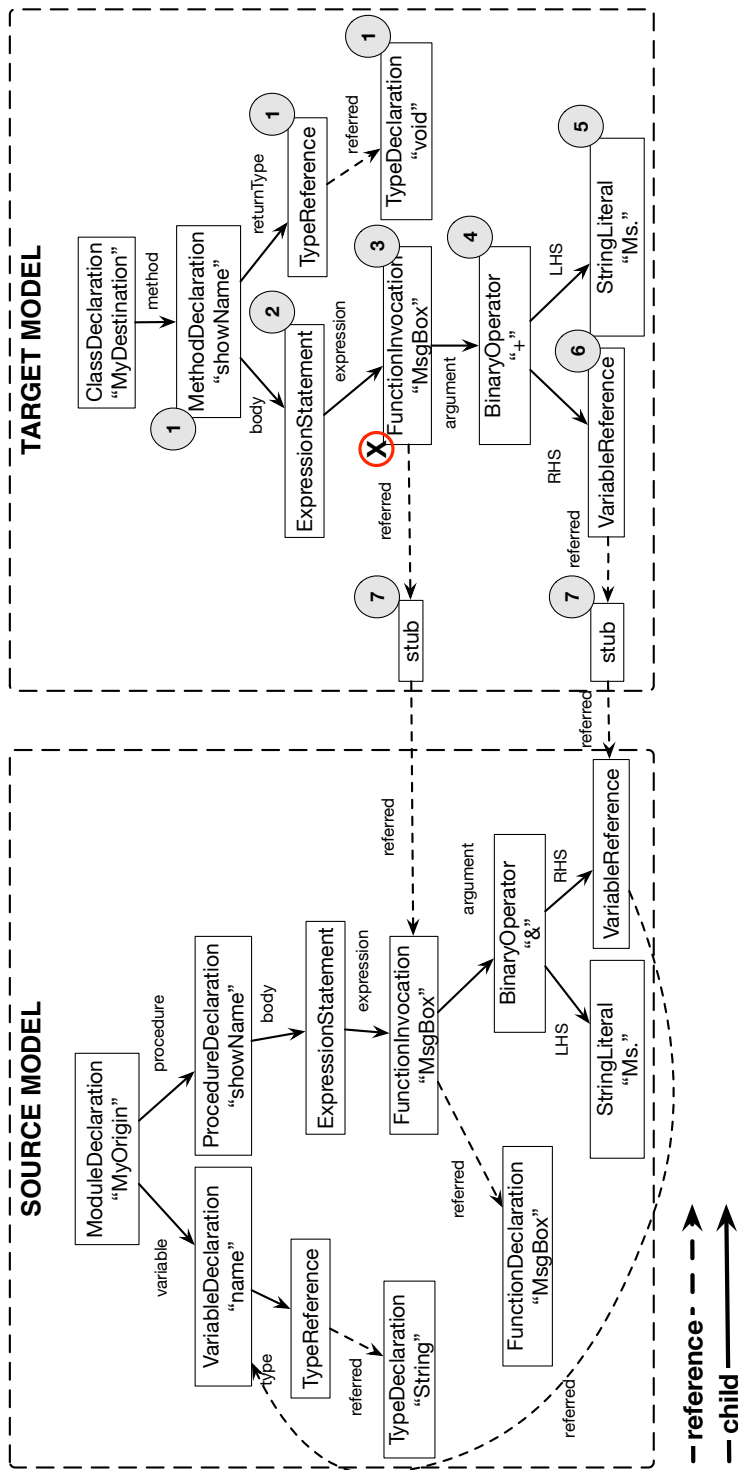 SOURCE MODEL
ModuleDeclaration
“MyOrigin”
variable
procedure
VariableDeclaration
“name”
ProcedureDeclaration
“showName”
type
body
TypeReference
ExpressionStatement
referred
expression
TypeDeclaration
“String”
FunctionInvocation
“MsgBox”
referred
referred
argument
FunctionDeclaration
“MsgBox”
BinaryOperator
“&”
LHS
RHS
referred
StringLiteral
“Ms.”
VariableReference
referred
TARGET MODEL
ClassDeclaration
“MyDestination”
method
1
MethodDeclaration
“showName”
body
returnType
2
1
ExpressionStatement
TypeReference
expression
referred
7
X
3
1
stub
referred
FunctionInvocation
“MsgBox”
TypeDeclaration
“void”
argument
4
BinaryOperator
“+”
RHS
LHS
7
6
5
stub
referred
VariableReference
StringLiteral
“Ms.
reference
child